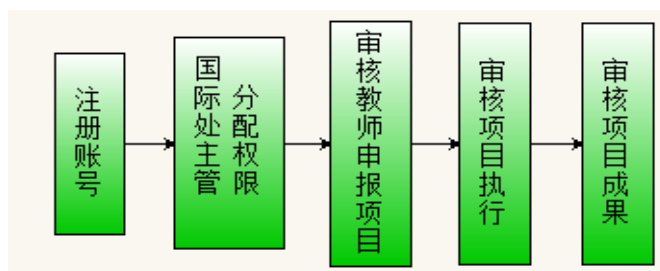 注册账号
国际处主管
分配权限
审核教师申报项目
审核项目执行
审核项目成果